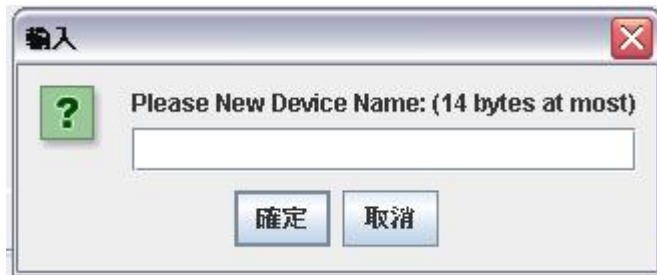 輸入
Please New Device Name: (14 bytes at most)
確定 取消